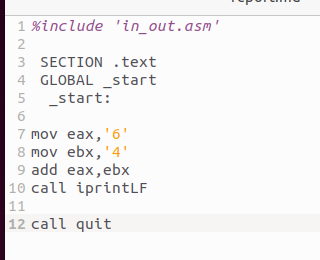 1 %include 'in_out.asm'
2
3 SECTION .text
4 GLOBAL _start
5 _start:
6
7 mov eax,'6'
8 mov ebx,'4'
9 add eax,ebx
10 call iprintLF
11
12 call quit